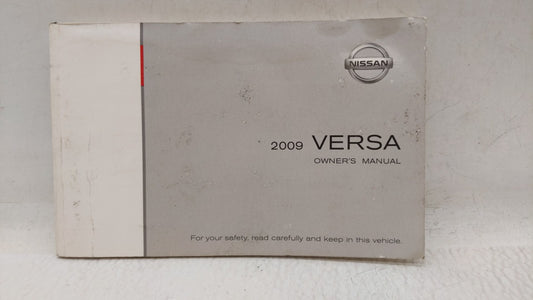 NISSAN
2009 VERSA
OWNER'S MANUAL
For your safety, read carefully and keep in this vehicle.